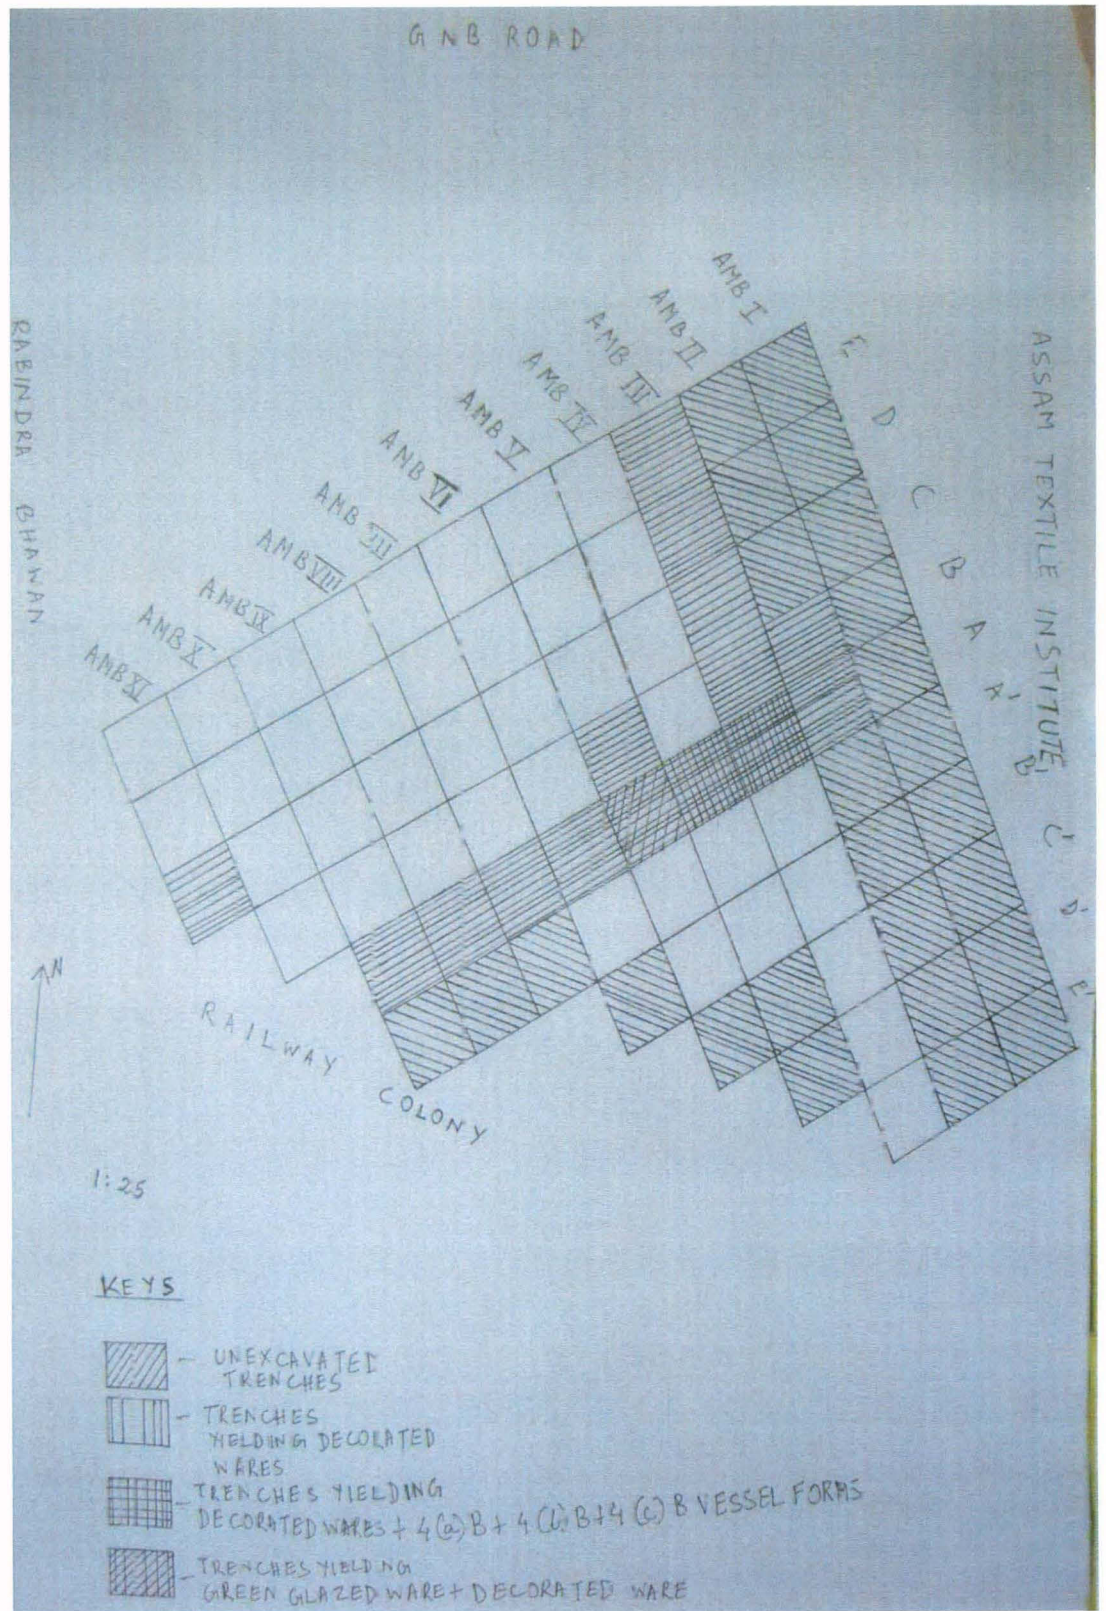 GNB ROAD
AMB I
AMB II
AMB III
AMB IV
AMB V
AMB VI
AMB VII
AMB VIII
AMB IX
AMB X
AMB XI
E
D
C
B
A
A'
B'
C'
D'
E'
ASSAM TEXTILE INSTITUTE
RABINDRA BHAWAN.
N
RAILWAY COLONY
1:25
KEYS
- UNEXCAVATED
TRENCHES
- TRENCHES
YIELDING DECORATED
WARES
- TRENCHES YIELDING
DECORATED WARES + 4(a)B + 4(b)B + 4(c)B VESSEL FORMS
- TRENCHES YIELDING
GREEN GLAZED WARE + DECORATED WARE